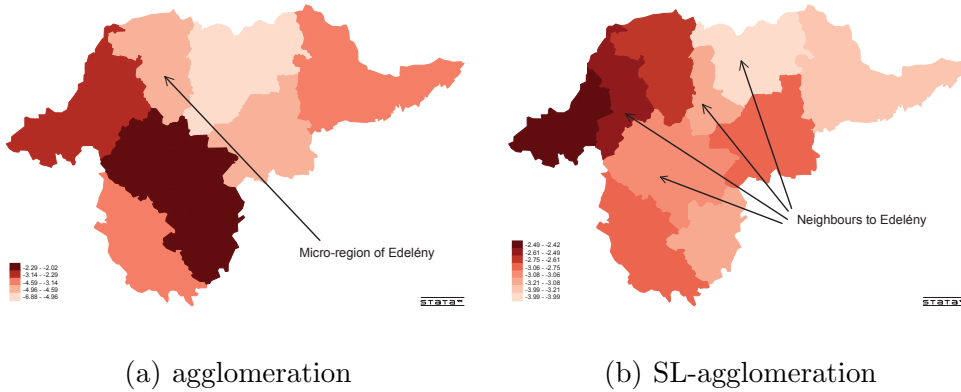 Micro-region of Edelény
-2.29 - -2.02
-3.14 - -2.29
-4.59 - -3.14
-4.96 - -4.59
-6.88 - -4.96
STATA
Neighbours to Edelény
-2.49 - -2.42
-2.61 - -2.49
-2.75 - -2.61
-3.06 - -2.75
-3.08 - -3.06
-3.21 - -3.08
-3.99 - -3.21
-3.99 - -3.99
STATA
(a) agglomeration
(b) SL-agglomeration